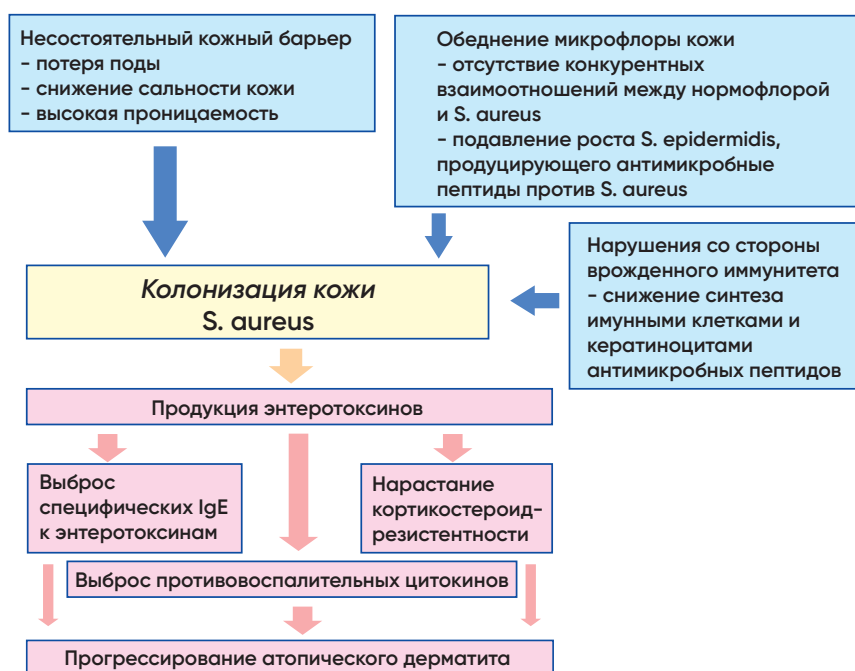 Несостоятельный кожный барьер
- потеря поды
- снижение сальности кожи
- высокая проницаемость
Обеднение микрофлоры кожи
- отсутствие конкурентных
взаимоотношений между нормофлорой
и S. aureus
- подавление роста S. epidermidis,
продуцирующего антимикробные
пептиды против S. aureus
Нарушения со стороны
врожденного иммунитета
- снижение синтеза
имунными клетками и
кератиноцитами
антимикробных пептидов
Колонизация кожи
S. aureus
Продукция энтеротоксинов
Выброс
специфических IgE
к энтеротоксинам
Нарастание
кортикостероид-
резистентности
Выброс противовоспалительных цитокинов
Прогрессирование атопического дерматита